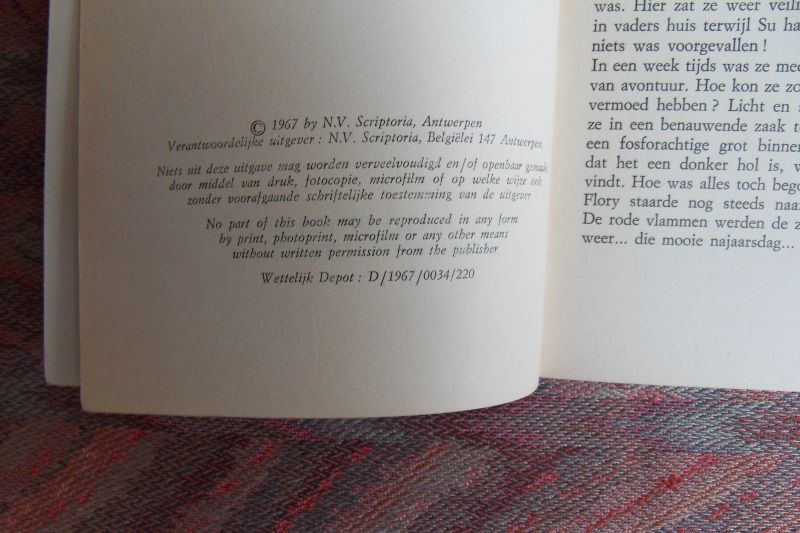 © 1967 by N.V. Scriptoria, Antwerpen
Verantwoordelijke uitgever : N.V. Scriptoria, Belgiëlei 147 Antwerpen.
Niets uit deze uitgave mag worden verveelvoudigd en/of openbaar gemaakt
door middel van druk, fotocopie, microfilm of op welke wijze ook
zonder voorafgaande schriftelijke toestemming van de uitgever
No part of this book may be reproduced in any form
by print, photoprint, microfilm or any other means
without written permission from the publisher
Wettelijk Depot : D/1967/0034/220
was. Hier zat ze weer veili
in vaders huis terwijl Su ha
niets was voorgevallen !
In een week tijds was ze mee
van avontuur. Hoe kon ze zo
vermoed hebben ? Licht en
ze in een benauwende zaak t
een fosforachtige grot binnen
dat het een donker hol is, w
vindt. Hoe was alles toch bego
Flory staarde nog steeds naa
De rode vlammen werden de z
weer... die mooie najaarsdag...